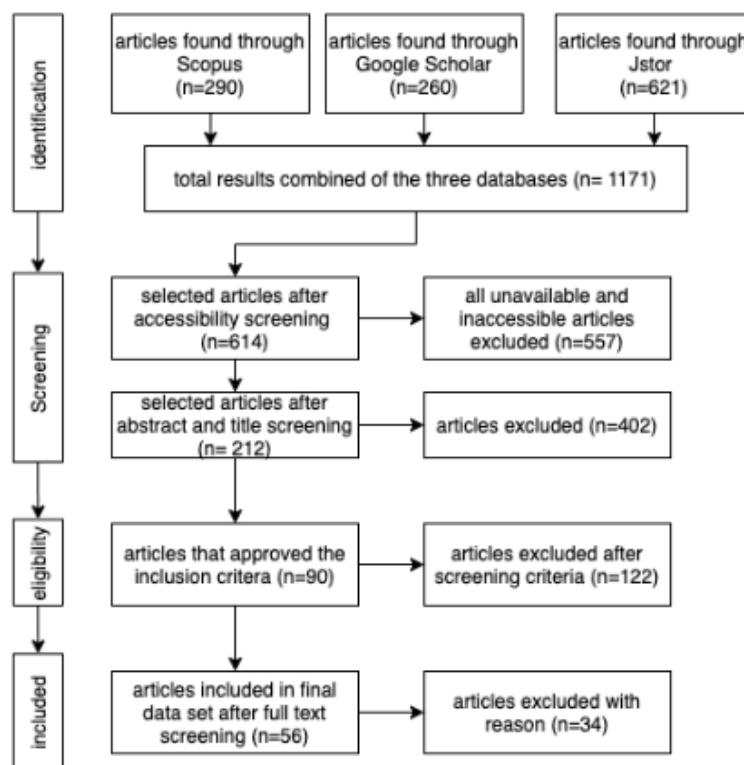 identification
articles found through
Scopus
(n=290)
articles found through
Google Scholar
(n=260)
articles found through
Jstor
(n=621)
total results combined of the three databases (n= 1171)
Screening
selected articles after
accessibility screening
(n=614)
all unavailable and
inaccessible articles
excluded (n=557)
selected articles after
abstract and title screening
(n= 212)
articles excluded (n=402)
eligibility
articles that approved the
inclusion critera (n=90)
articles excluded after
screening criteria (n=122)
included
articles included in final
data set after full text
screening (n=56)
articles excluded with
reason (n=34)